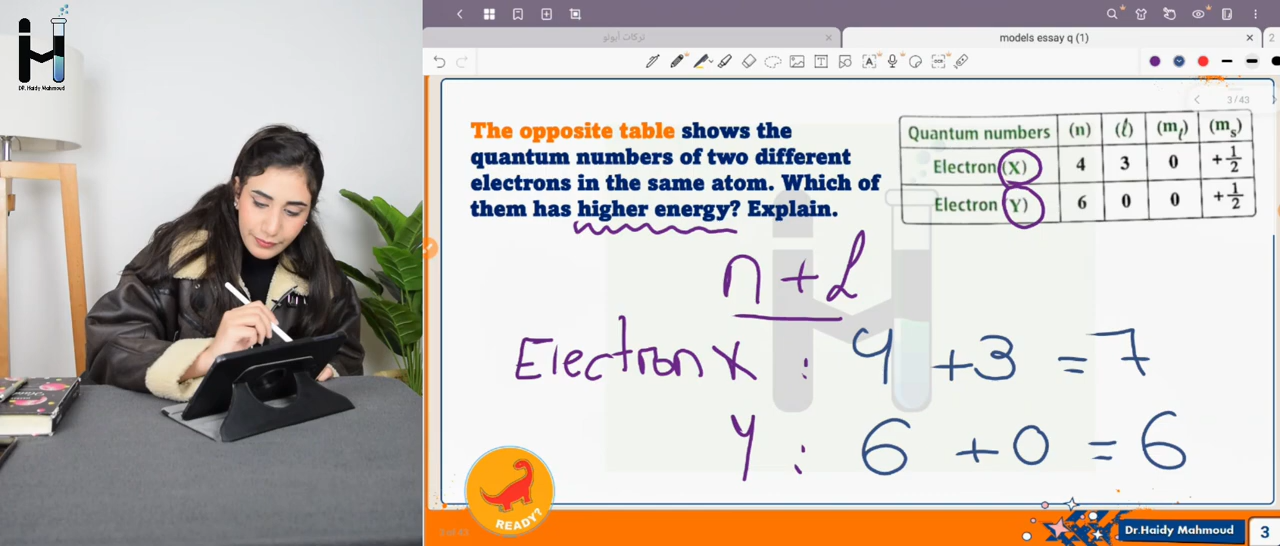 DR.Haidy Mahmoud
تركات أيونو
models essay q (1)
2
3/43
The opposite table shows the
quantum numbers of two different
electrons in the same atom. Which of
them has higher energy? Explain.
Quantum numbers (n) (ℓ) (mℓ) (ms)
Electron (X) 4 3 0 +1/2
Electron (Y) 6 0 0 +1/2
n + L
Electron X : 4 + 3 = 7
Y : 6 + 0 = 6
READY?
Dr.Haidy Mahmoud 3